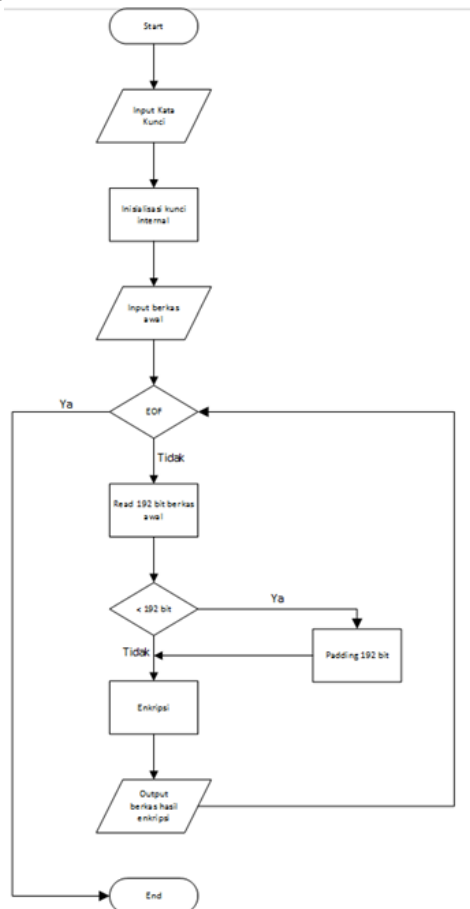 Start
Input Kata
Kunci
Inisialisasi kunci
internal
Input berkas
awal
Ya
EOF
Tidak
Read 192 bit berkas
awal
< 192 bit
Ya
Tidak
Padding 192 bit
Enkripsi
Output
berkas hasil
enkripsi
End